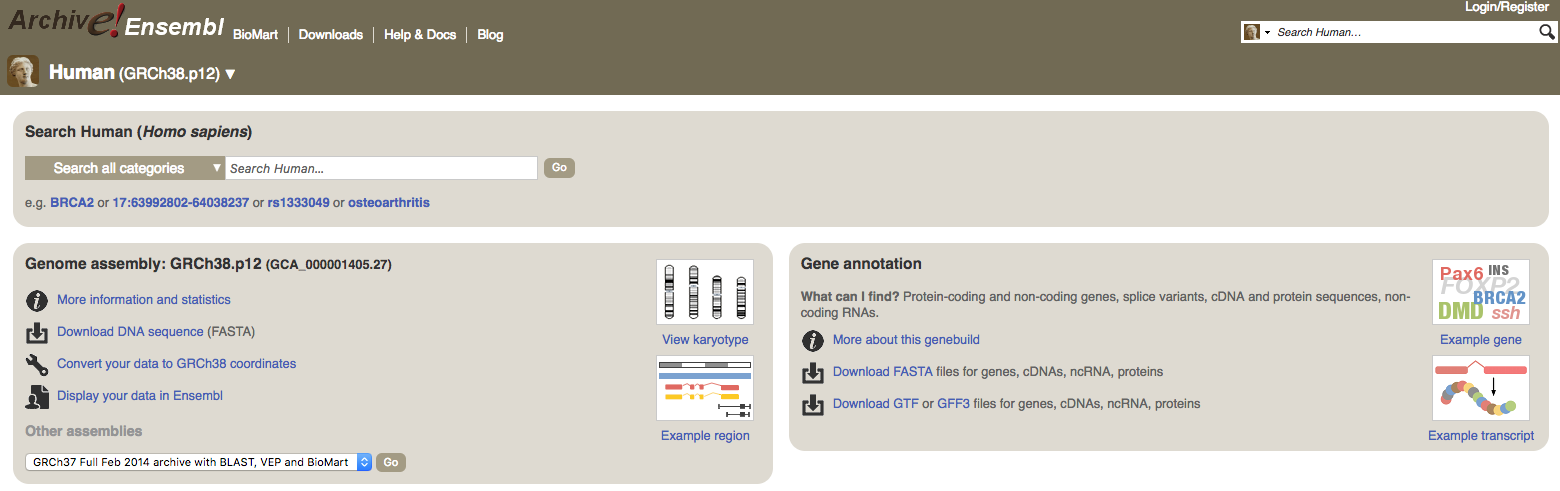 Login/Register
Archive! Ensembl BioMart Downloads Help & Docs Blog
Search Human...
Human (GRCh38.p12) ▼
Search Human (Homo sapiens)
Search all categories ▼ Search Human... Go
e.g. BRCA2 or 17:63992802-64038237 or rs1333049 or osteoarthritis
Genome assembly: GRCh38.p12 (GCA_000001405.27)
More information and statistics
Download DNA sequence (FASTA)
Convert your data to GRCh38 coordinates
Display your data in Ensembl
Other assemblies
GRCh37 Full Feb 2014 archive with BLAST, VEP and BioMart Go
View karyotype
Example region
Gene annotation
What can I find? Protein-coding and non-coding genes, splice variants, cDNA and protein sequences, non-
coding RNAs.
More about this genebuild
Download FASTA files for genes, cDNAs, ncRNA, proteins
Download GTF or GFF3 files for genes, cDNAs, ncRNA, proteins
Pax6 INS
FOXP2
BRCA2
DMD ssh
Example gene
Example transcript